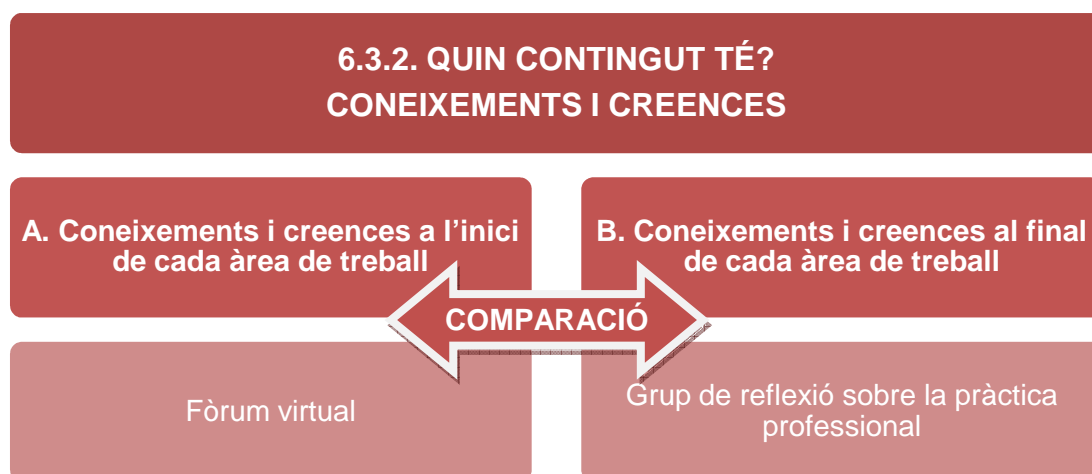 6.3.2. QUIN CONTINGUT TÉ?
CONEIXEMENTS I CREENCES
A. Coneixements i creences a l’inici
de cada àrea de treball
B. Coneixements i creences al final
de cada àrea de treball
COMPARACIÓ
Fòrum virtual
Grup de reflexió sobre la pràctica
professional